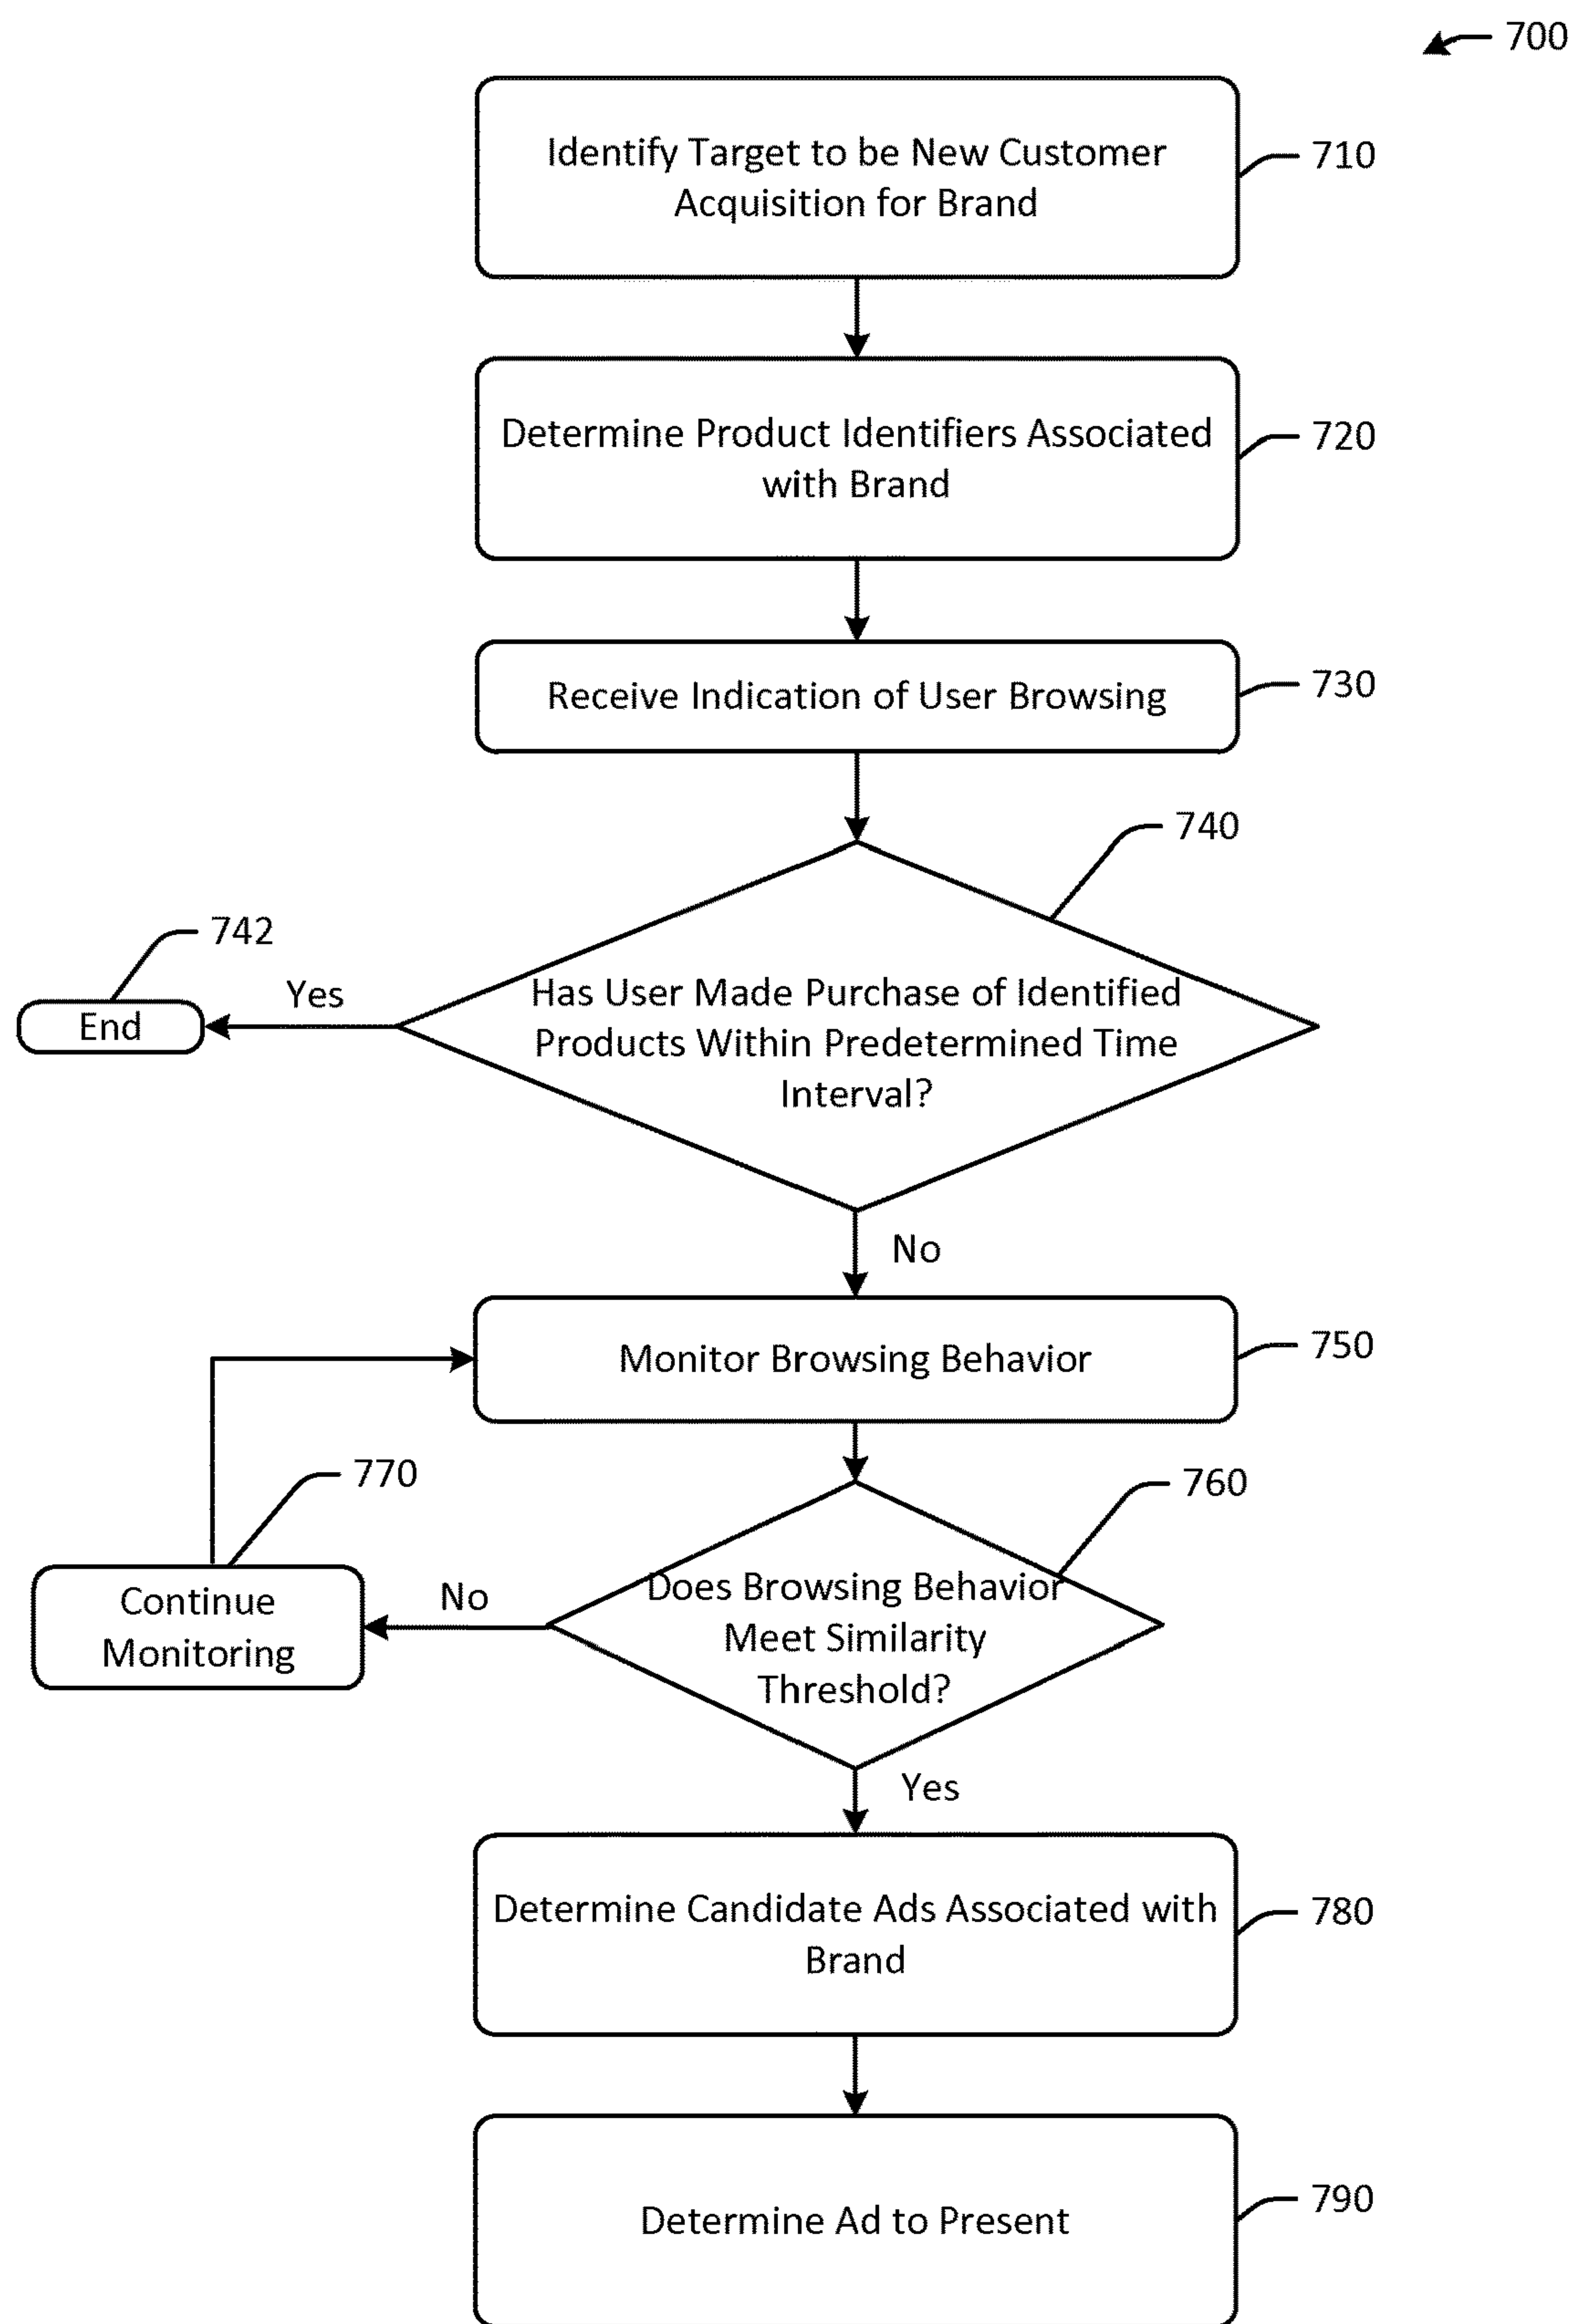 700
Identify Target to be New Customer
Acquisition for Brand
710
Determine Product Identifiers Associated
with Brand
720
Receive Indication of User Browsing
730
740
742
Yes
End
Has User Made Purchase of Identified
Products Within Predetermined Time
Interval?
No
Monitor Browsing Behavior
750
770
760
Continue
Monitoring
No
Does Browsing Behavior
Meet Similarity
Threshold?
Yes
Determine Candidate Ads Associated with
Brand
780
Determine Ad to Present
790